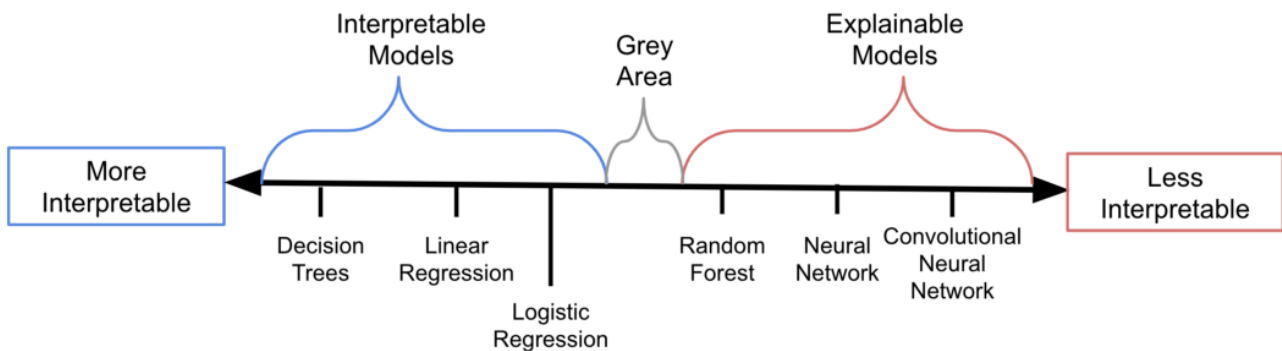 Interpretable
Models
Grey
Area
Explainable
Models
More
Interpretable
Less
Interpretable
Decision
Trees
Linear
Regression
Logistic
Regression
Random
Forest
Neural
Network
Convolutional
Neural
Network